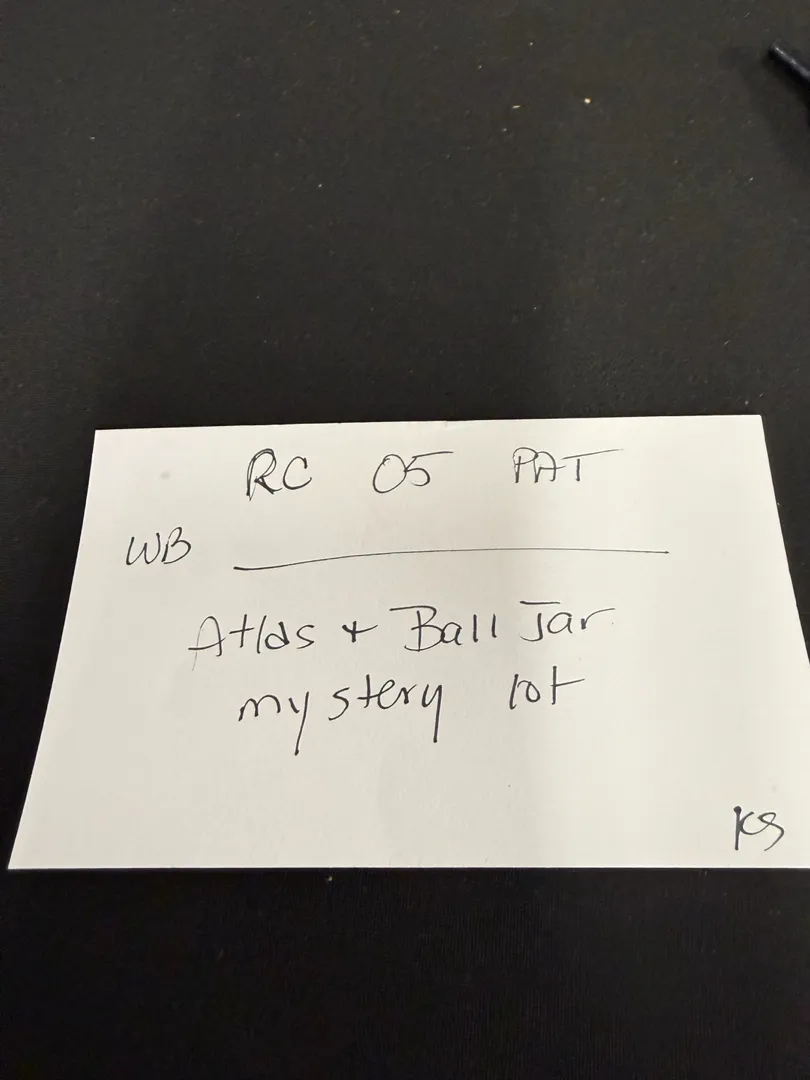 RC 05 PAT
WB
Atlas + Ball Jar
mystery lot
KS